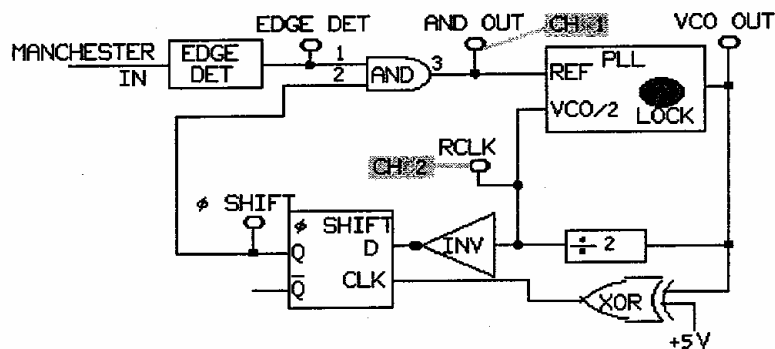 EDGE DET
AND OUT
CH 1
VCO OUT
MANCHESTER
IN
EDGE
DET
1
2
AND
3
REF
PLL
VCO/2
LOCK
RCLK
CH 2
ϕ SHIFT
ϕ SHIFT
Q
D
INV
÷ 2
Q̅
CLK
XOR
+5V